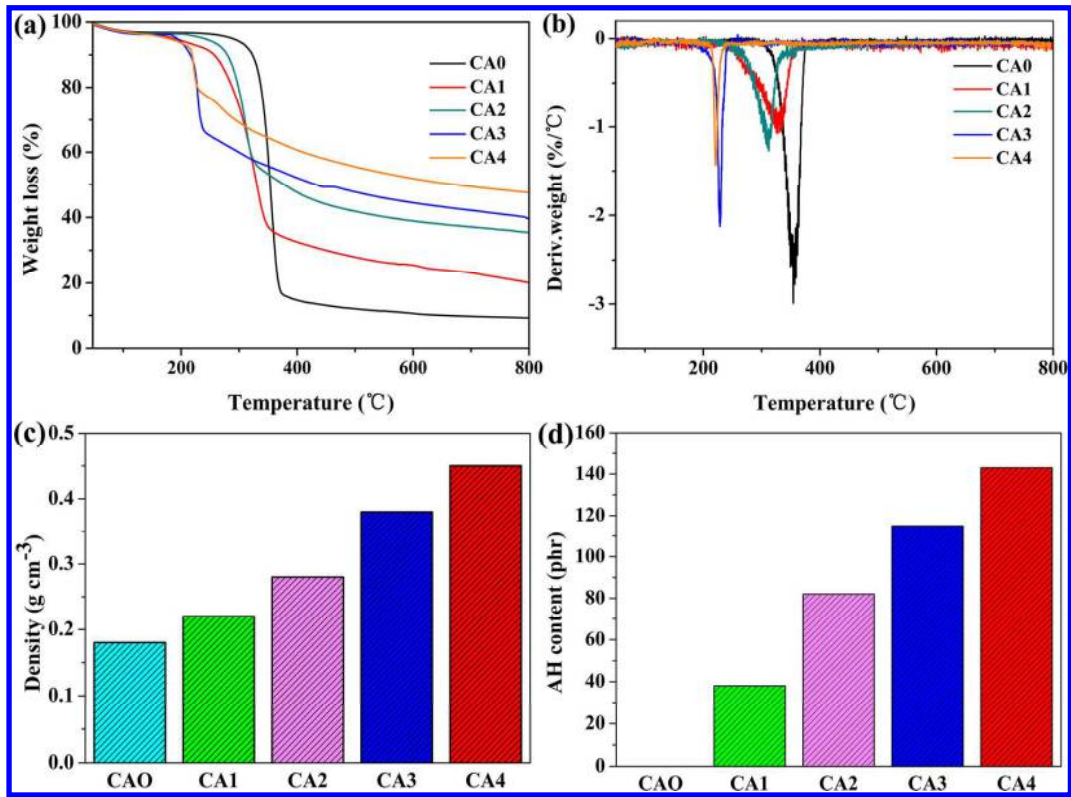 (a)
100
80
60
40
20
0
Weight loss (%)
CA0
CA1
CA2
CA3
CA4
200 400 600 800
Temperature (℃)
(b)
0
-1
-2
-3
Deriv.weight (%/℃)
CA0
CA1
CA2
CA3
CA4
200 400 600 800
Temperature (℃)
(c)
0.5
0.4
0.3
0.2
0.1
0.0
Density (g cm⁻³)
CAO CA1 CA2 CA3 CA4
(d)
160
140
120
100
80
60
40
20
0
AH content (phr)
CAO CA1 CA2 CA3 CA4